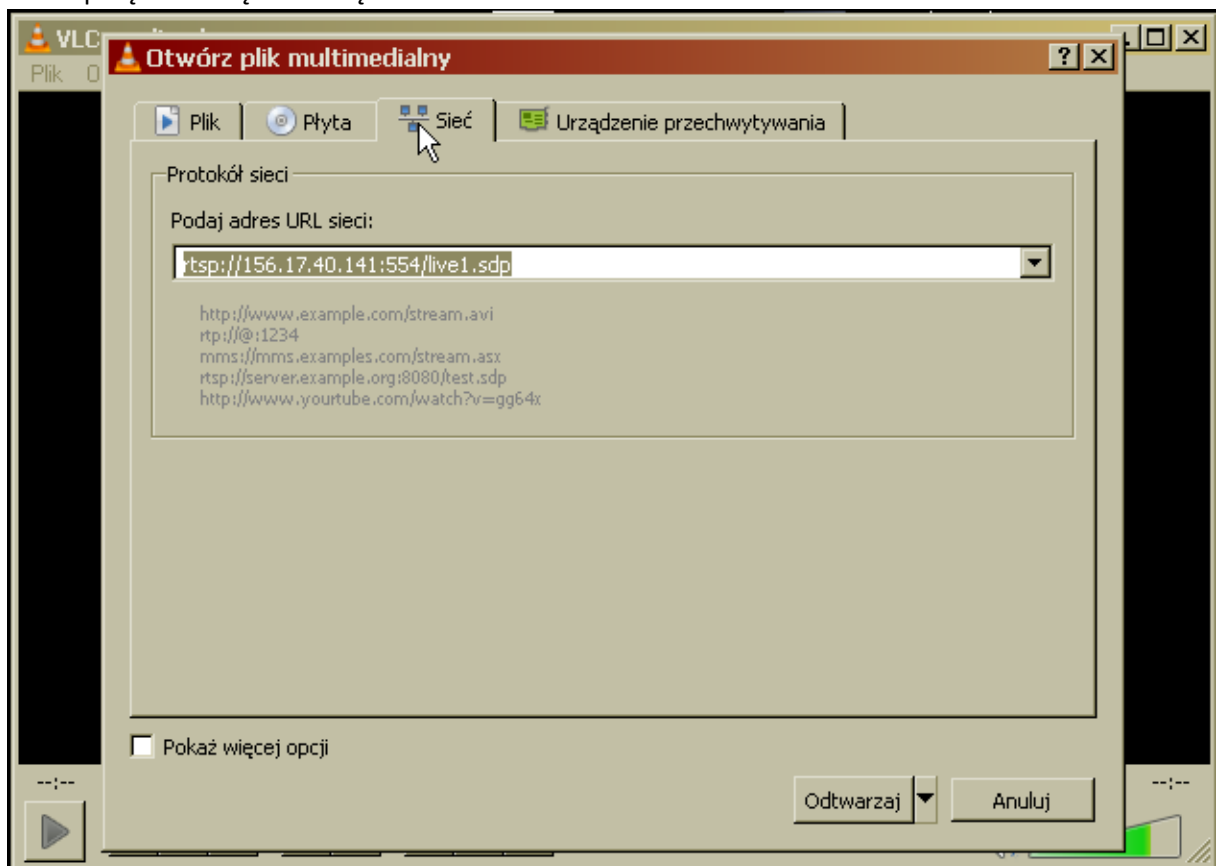 VLC
Plik
Otwórz plik multimedialny
Plik Płyta Sieć Urządzenie przechwytywania
Protokół sieci
Podaj adres URL sieci:
rtsp://156.17.40.141:554/live1.sdp
http://www.example.com/stream.avi
rtp://@:1234
mms://mms.examples.com/stream.asx
rtsp://server.example.org:8080/test.sdp
http://www.yourtube.com/watch?v=gg64x
Pokaż więcej opcji
--:-- --:--
Odtwarzaj Anuluj